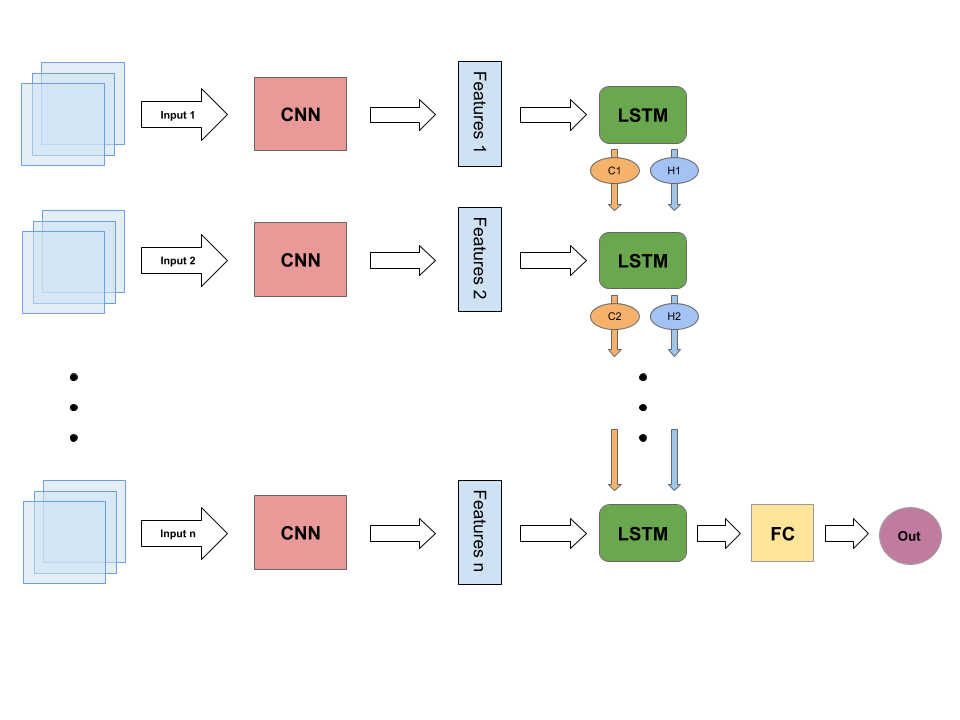 Input 1
CNN
Features 1
LSTM
C1
H1
Input 2
CNN
Features 2
LSTM
C2
H2
Input n
CNN
Features n
LSTM
FC
Out